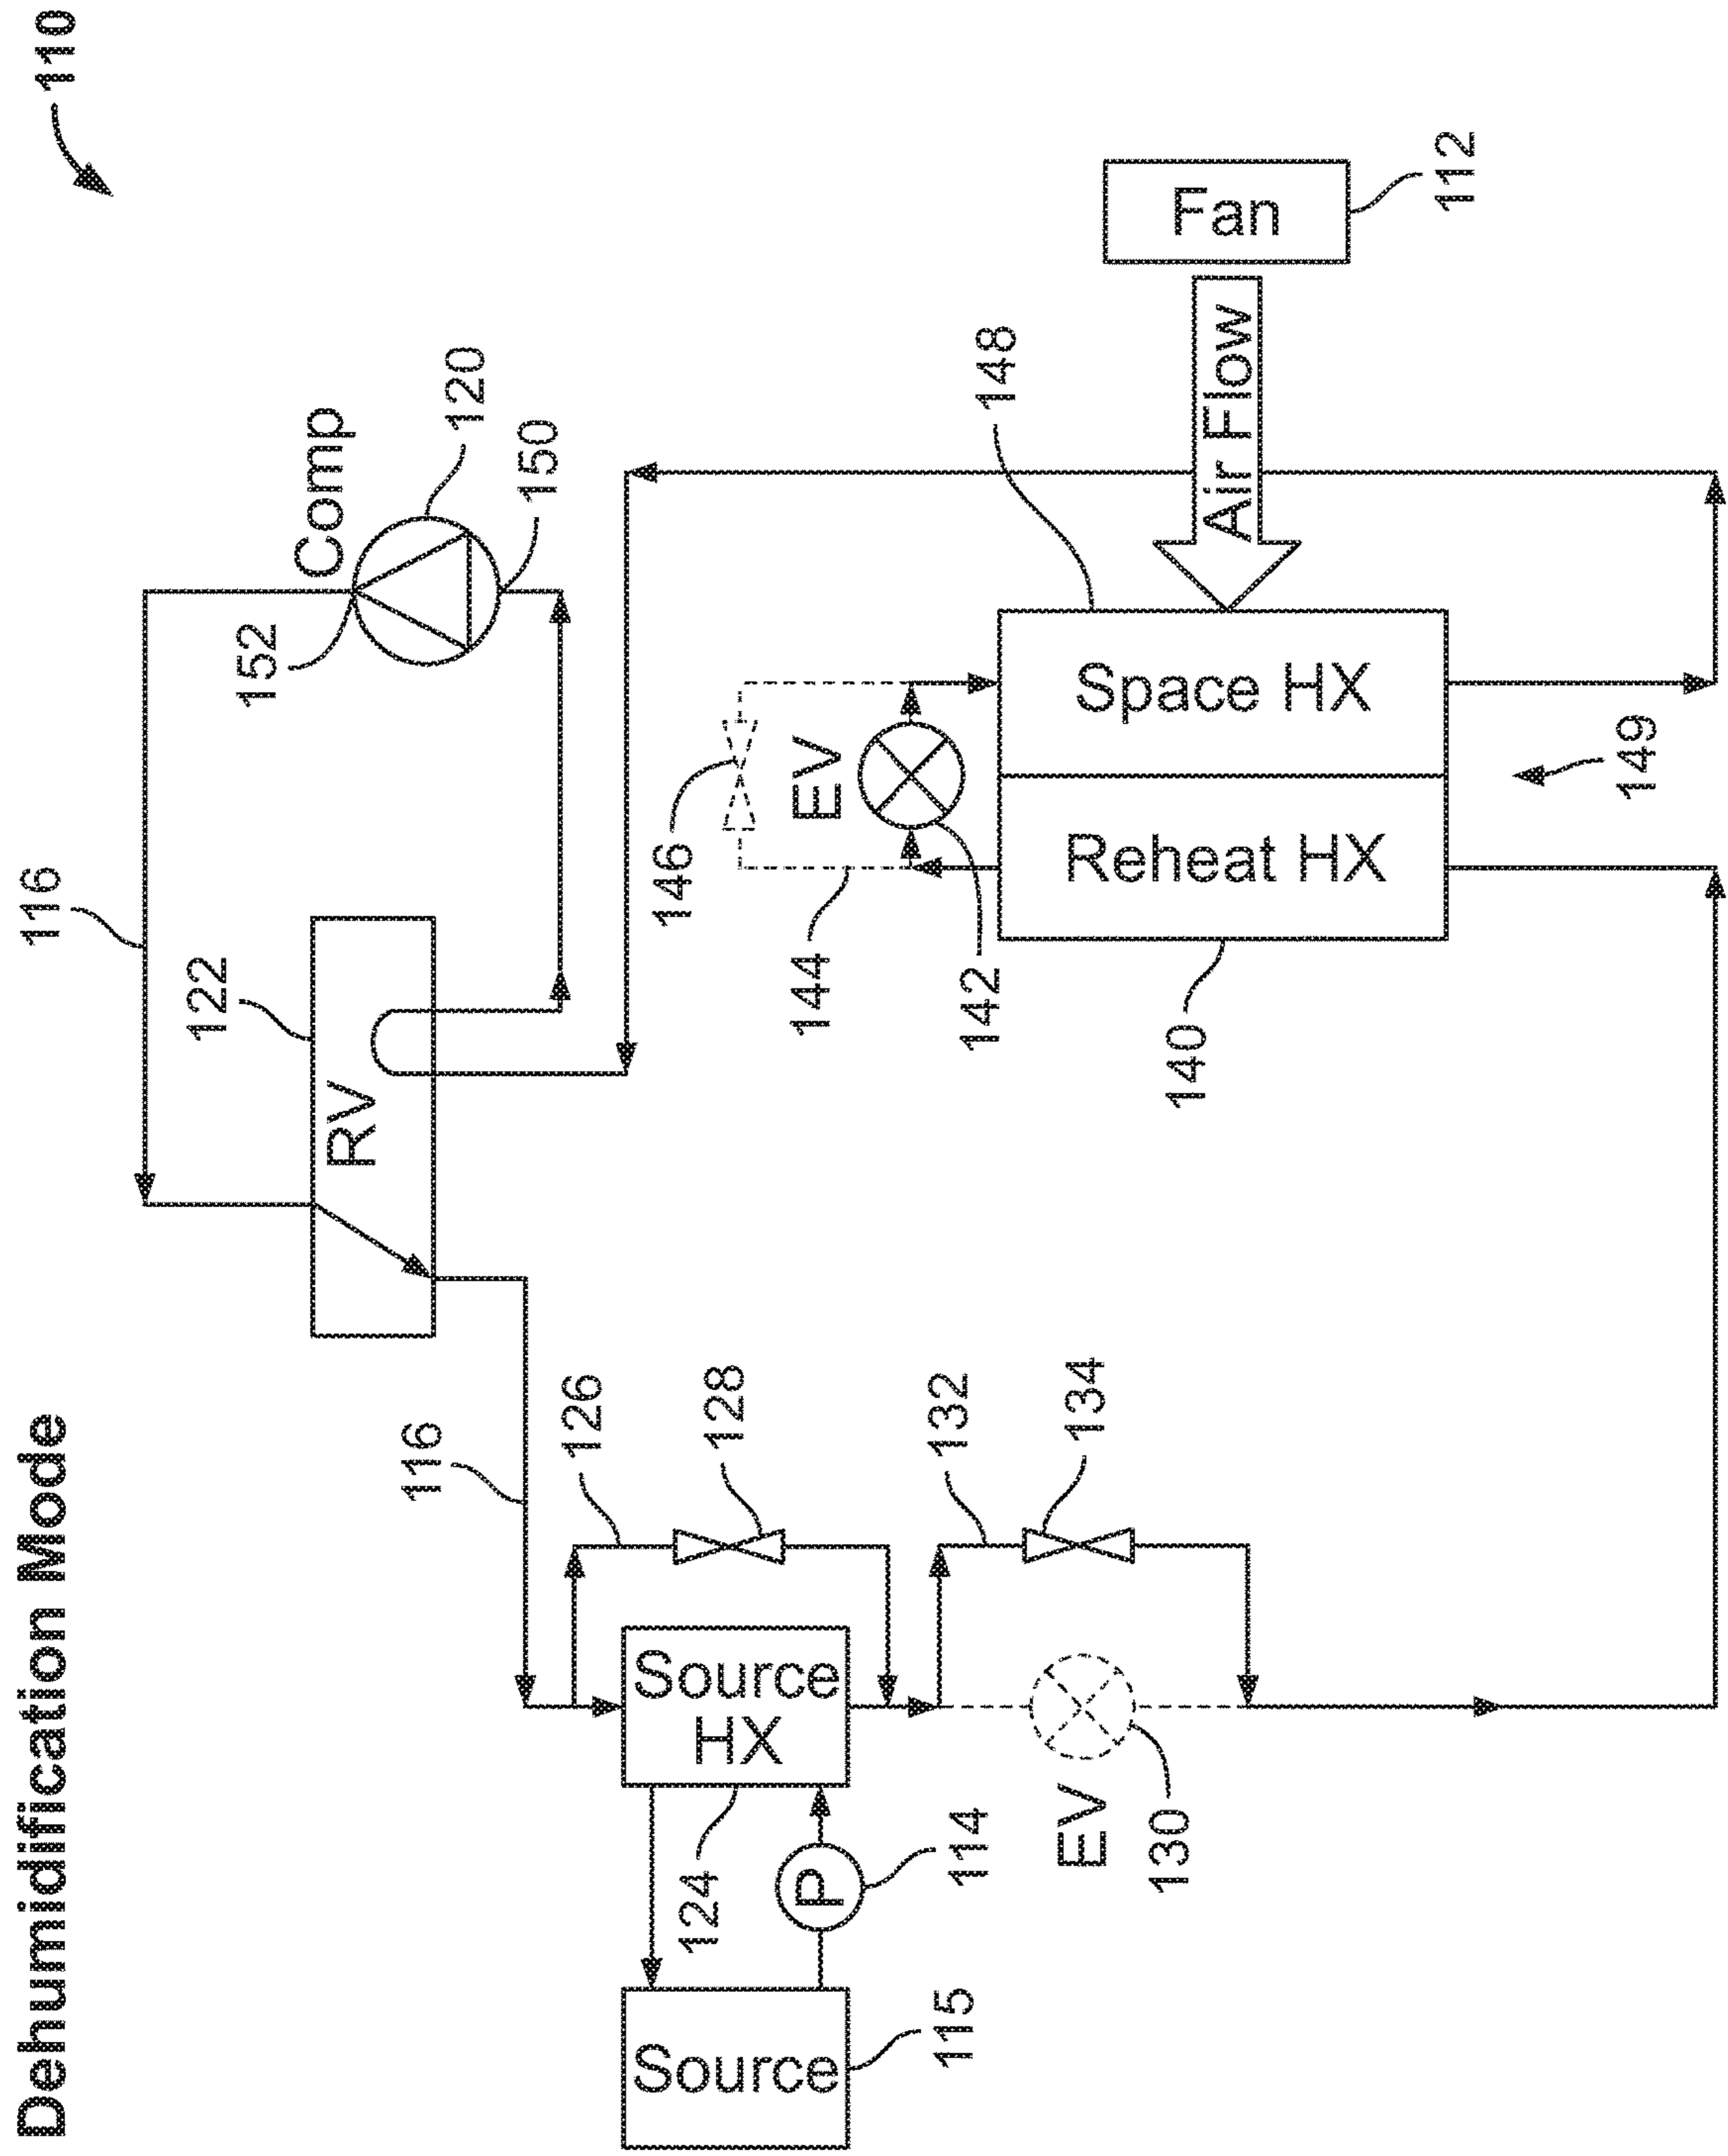 Dehumidification Mode
110
116
Comp
152
120
150
122
RV
116
126
128
132
134
Source
HX
124
P
114
Source
115
EV
130
146
144
EV
142
148
Space HX
Reheat HX
140
149
Air Flow
Fan
112